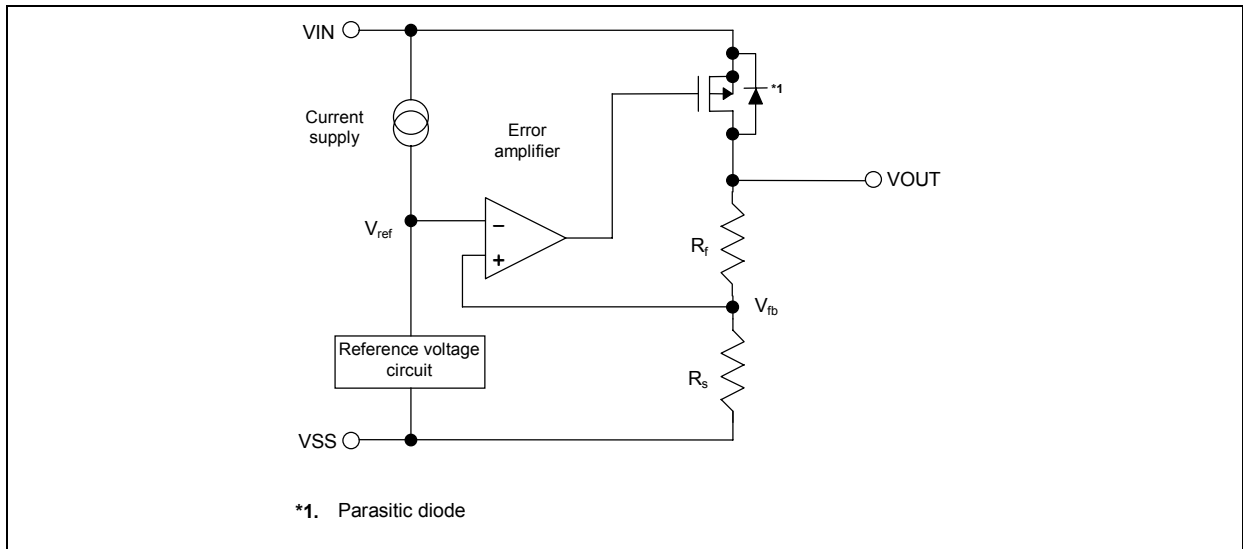 VIN
*1
Current
supply
Error
amplifier
VOUT
Vref
−
+
Rf
Vfb
Reference voltage
circuit
Rs
VSS
*1. Parasitic diode